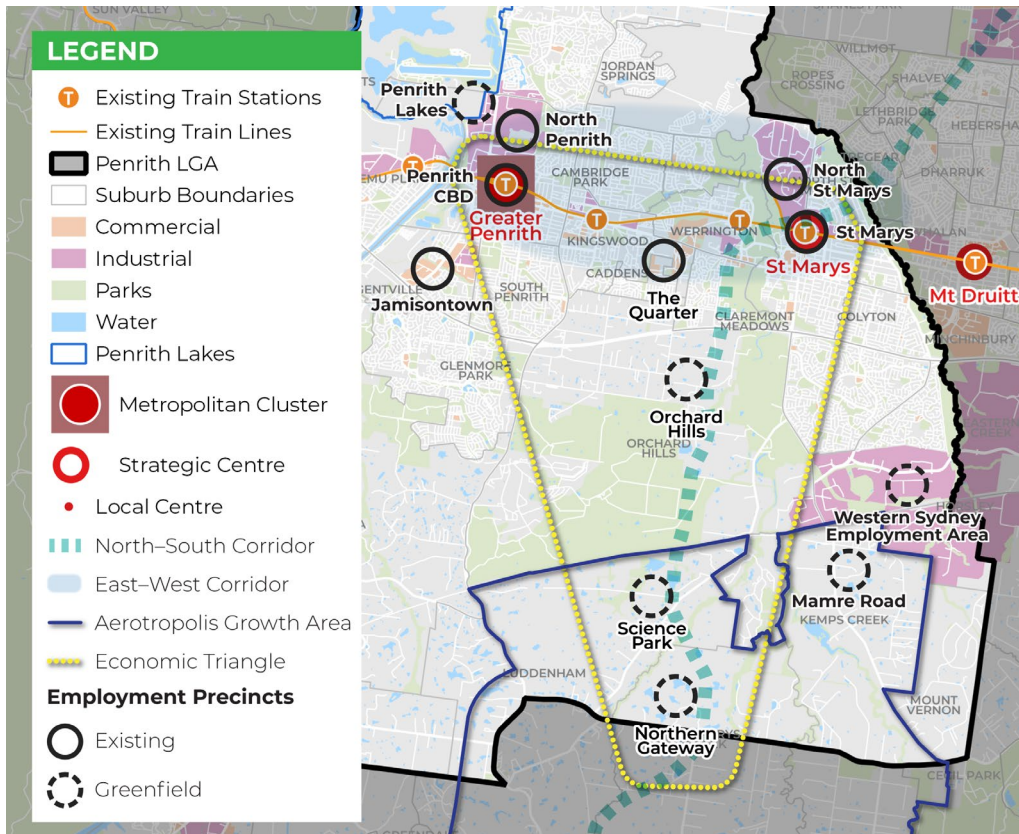 SUN VALLEY
LEGEND
Existing Train Stations
Existing Train Lines
Penrith LGA
Suburb Boundaries
Commercial
Industrial
Parks
Water
Penrith Lakes
Metropolitan Cluster
Strategic Centre
Local Centre
North–South Corridor
East–West Corridor
Aerotropolis Growth Area
Economic Triangle
Employment Precincts
Existing
Greenfield
JORDAN
SPRINGS
WILLMOT
ROPES
CROSSING
SHALVEY
LETHBRIDGE
PARK
DHARRUK
Penrith
Lakes
North
Penrith
Penrith
CBD
T
T
Greater
Penrith
CAMBRIDGE
PARK
T
KINGSWOOD
T
WERRINGTON
North
St Marys
T
St Marys
St Marys
T
Mt Druitt
Jamisontown
SOUTH
PENRITH
CADDENS
The
Quarter
CLAREMONT
MEADOWS
COLYTON
MINCHINBURY
GLENMORE
PARK
Orchard
Hills
ORCHARD
HILLS
EASTERN
CREEK
Western Sydney
Employment Area
Mamre Road
KEMPS CREEK
Science
Park
LUDDENHAM
Northern
Gateway
MOUNT
VERNON
CECIL PARK